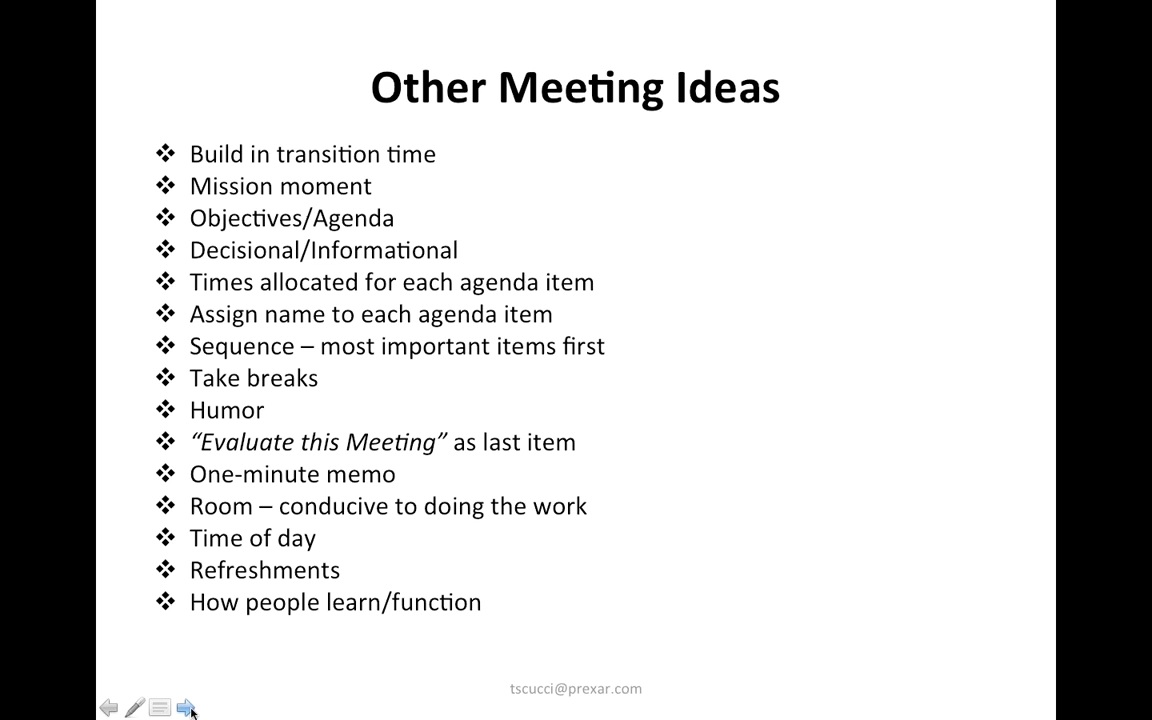 Other Meeting Ideas
❖ Build in transition time
❖ Mission moment
❖ Objectives/Agenda
❖ Decisional/Informational
❖ Times allocated for each agenda item
❖ Assign name to each agenda item
❖ Sequence – most important items first
❖ Take breaks
❖ Humor
❖ “Evaluate this Meeting” as last item
❖ One-minute memo
❖ Room – conducive to doing the work
❖ Time of day
❖ Refreshments
❖ How people learn/function
tscucci@prexar.com